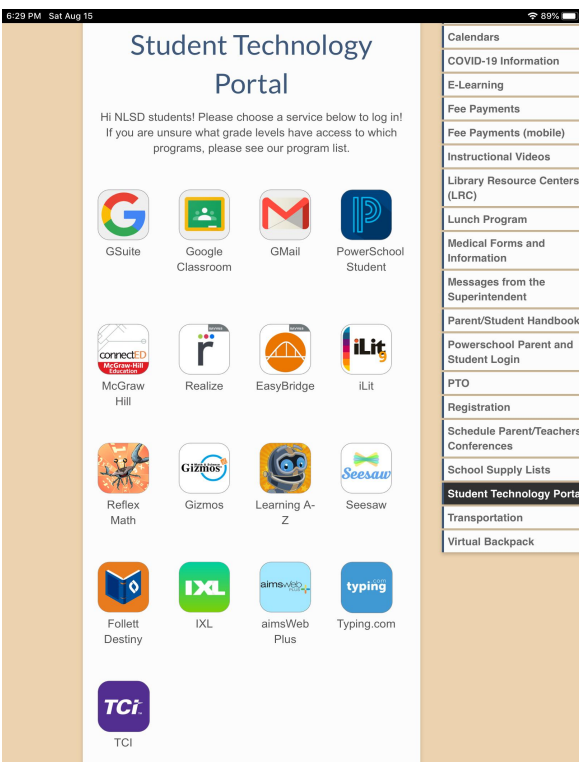 6:29 PM Sat Aug 15
89%
Student Technology
Portal
Hi NLSD students! Please choose a service below to log in!
If you are unsure what grade levels have access to which
programs, please see our program list.
GSuite
Google
Classroom
GMail
PowerSchool
Student
connectED
McGraw-Hill
Education
McGraw
Hill
Realize
EasyBridge
iLit
iLit
Reflex
Math
Gizmos
Gizmos
Learning A-
Z
Seesaw
Seesaw
Follett
Destiny
IXL
IXL
aimsweb
PLUS
aimsWeb
Plus
typing
.com
Typing.com
TCi
TCI
Calendars
COVID-19 Information
E-Learning
Fee Payments
Fee Payments (mobile)
Instructional Videos
Library Resource Centers
(LRC)
Lunch Program
Medical Forms and
Information
Messages from the
Superintendent
Parent/Student Handbook
Powerschool Parent and
Student Login
PTO
Registration
Schedule Parent/Teachers
Conferences
School Supply Lists
Student Technology Porta
Transportation
Virtual Backpack